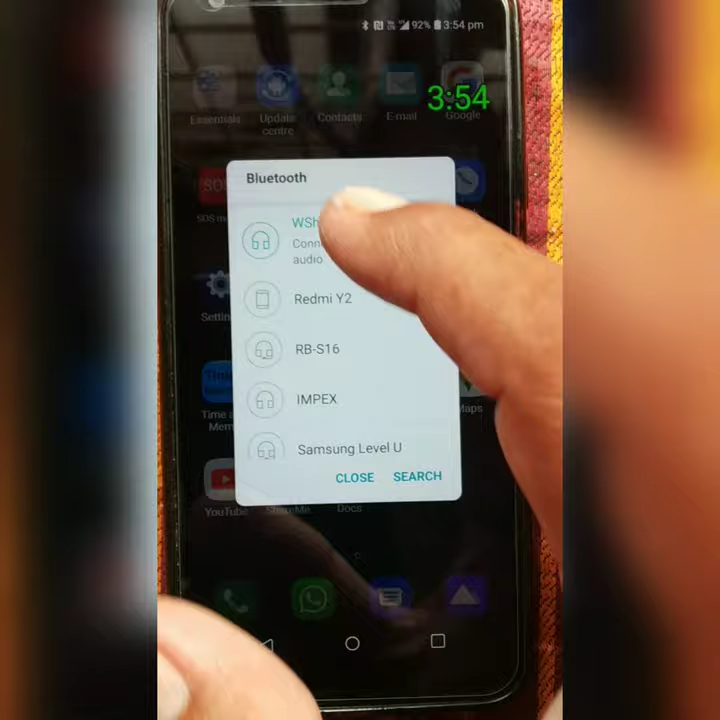 92% 3:54 pm
3:54
Essentials
Update
centre
Contacts
E-mail
Google
Bluetooth
audio
Redmi Y2
RB-S16
IMPEX
Samsung Level U
CLOSE SEARCH
Maps
YouTube
Docs